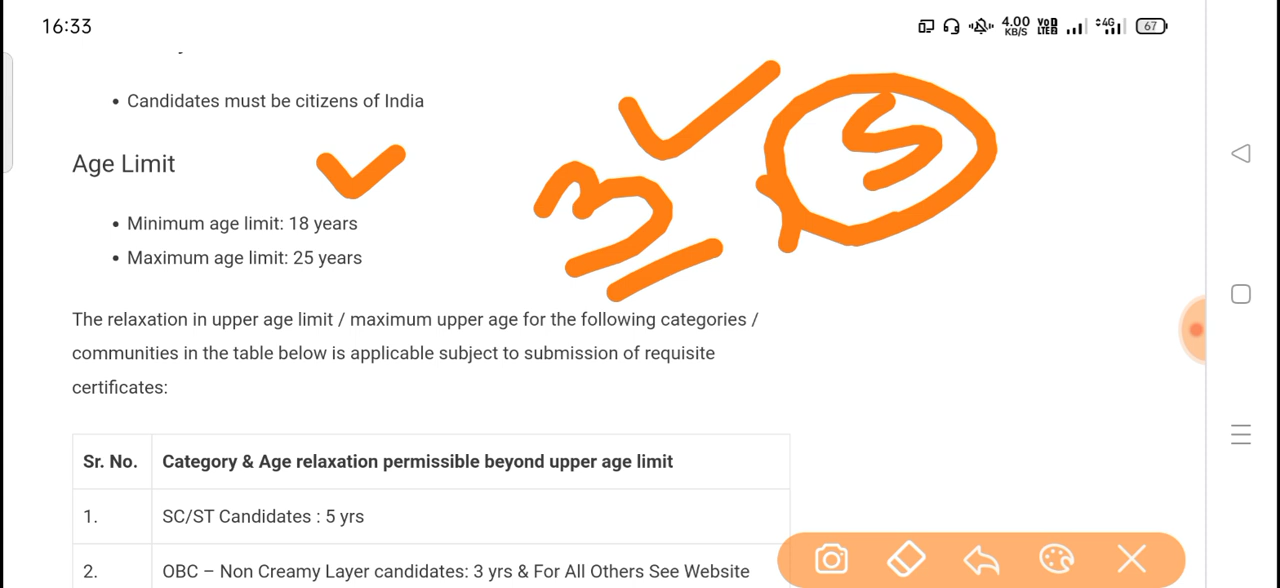 16:33 4.00 KB/S Vo LTE 4G 67
• Candidates must be citizens of India
Age Limit
3 5
• Minimum age limit: 18 years
• Maximum age limit: 25 years
The relaxation in upper age limit / maximum upper age for the following categories /
communities in the table below is applicable subject to submission of requisite
certificates:
Sr. No. Category & Age relaxation permissible beyond upper age limit
1. SC/ST Candidates : 5 yrs
2. OBC – Non Creamy Layer candidates: 3 yrs & For All Others See Website